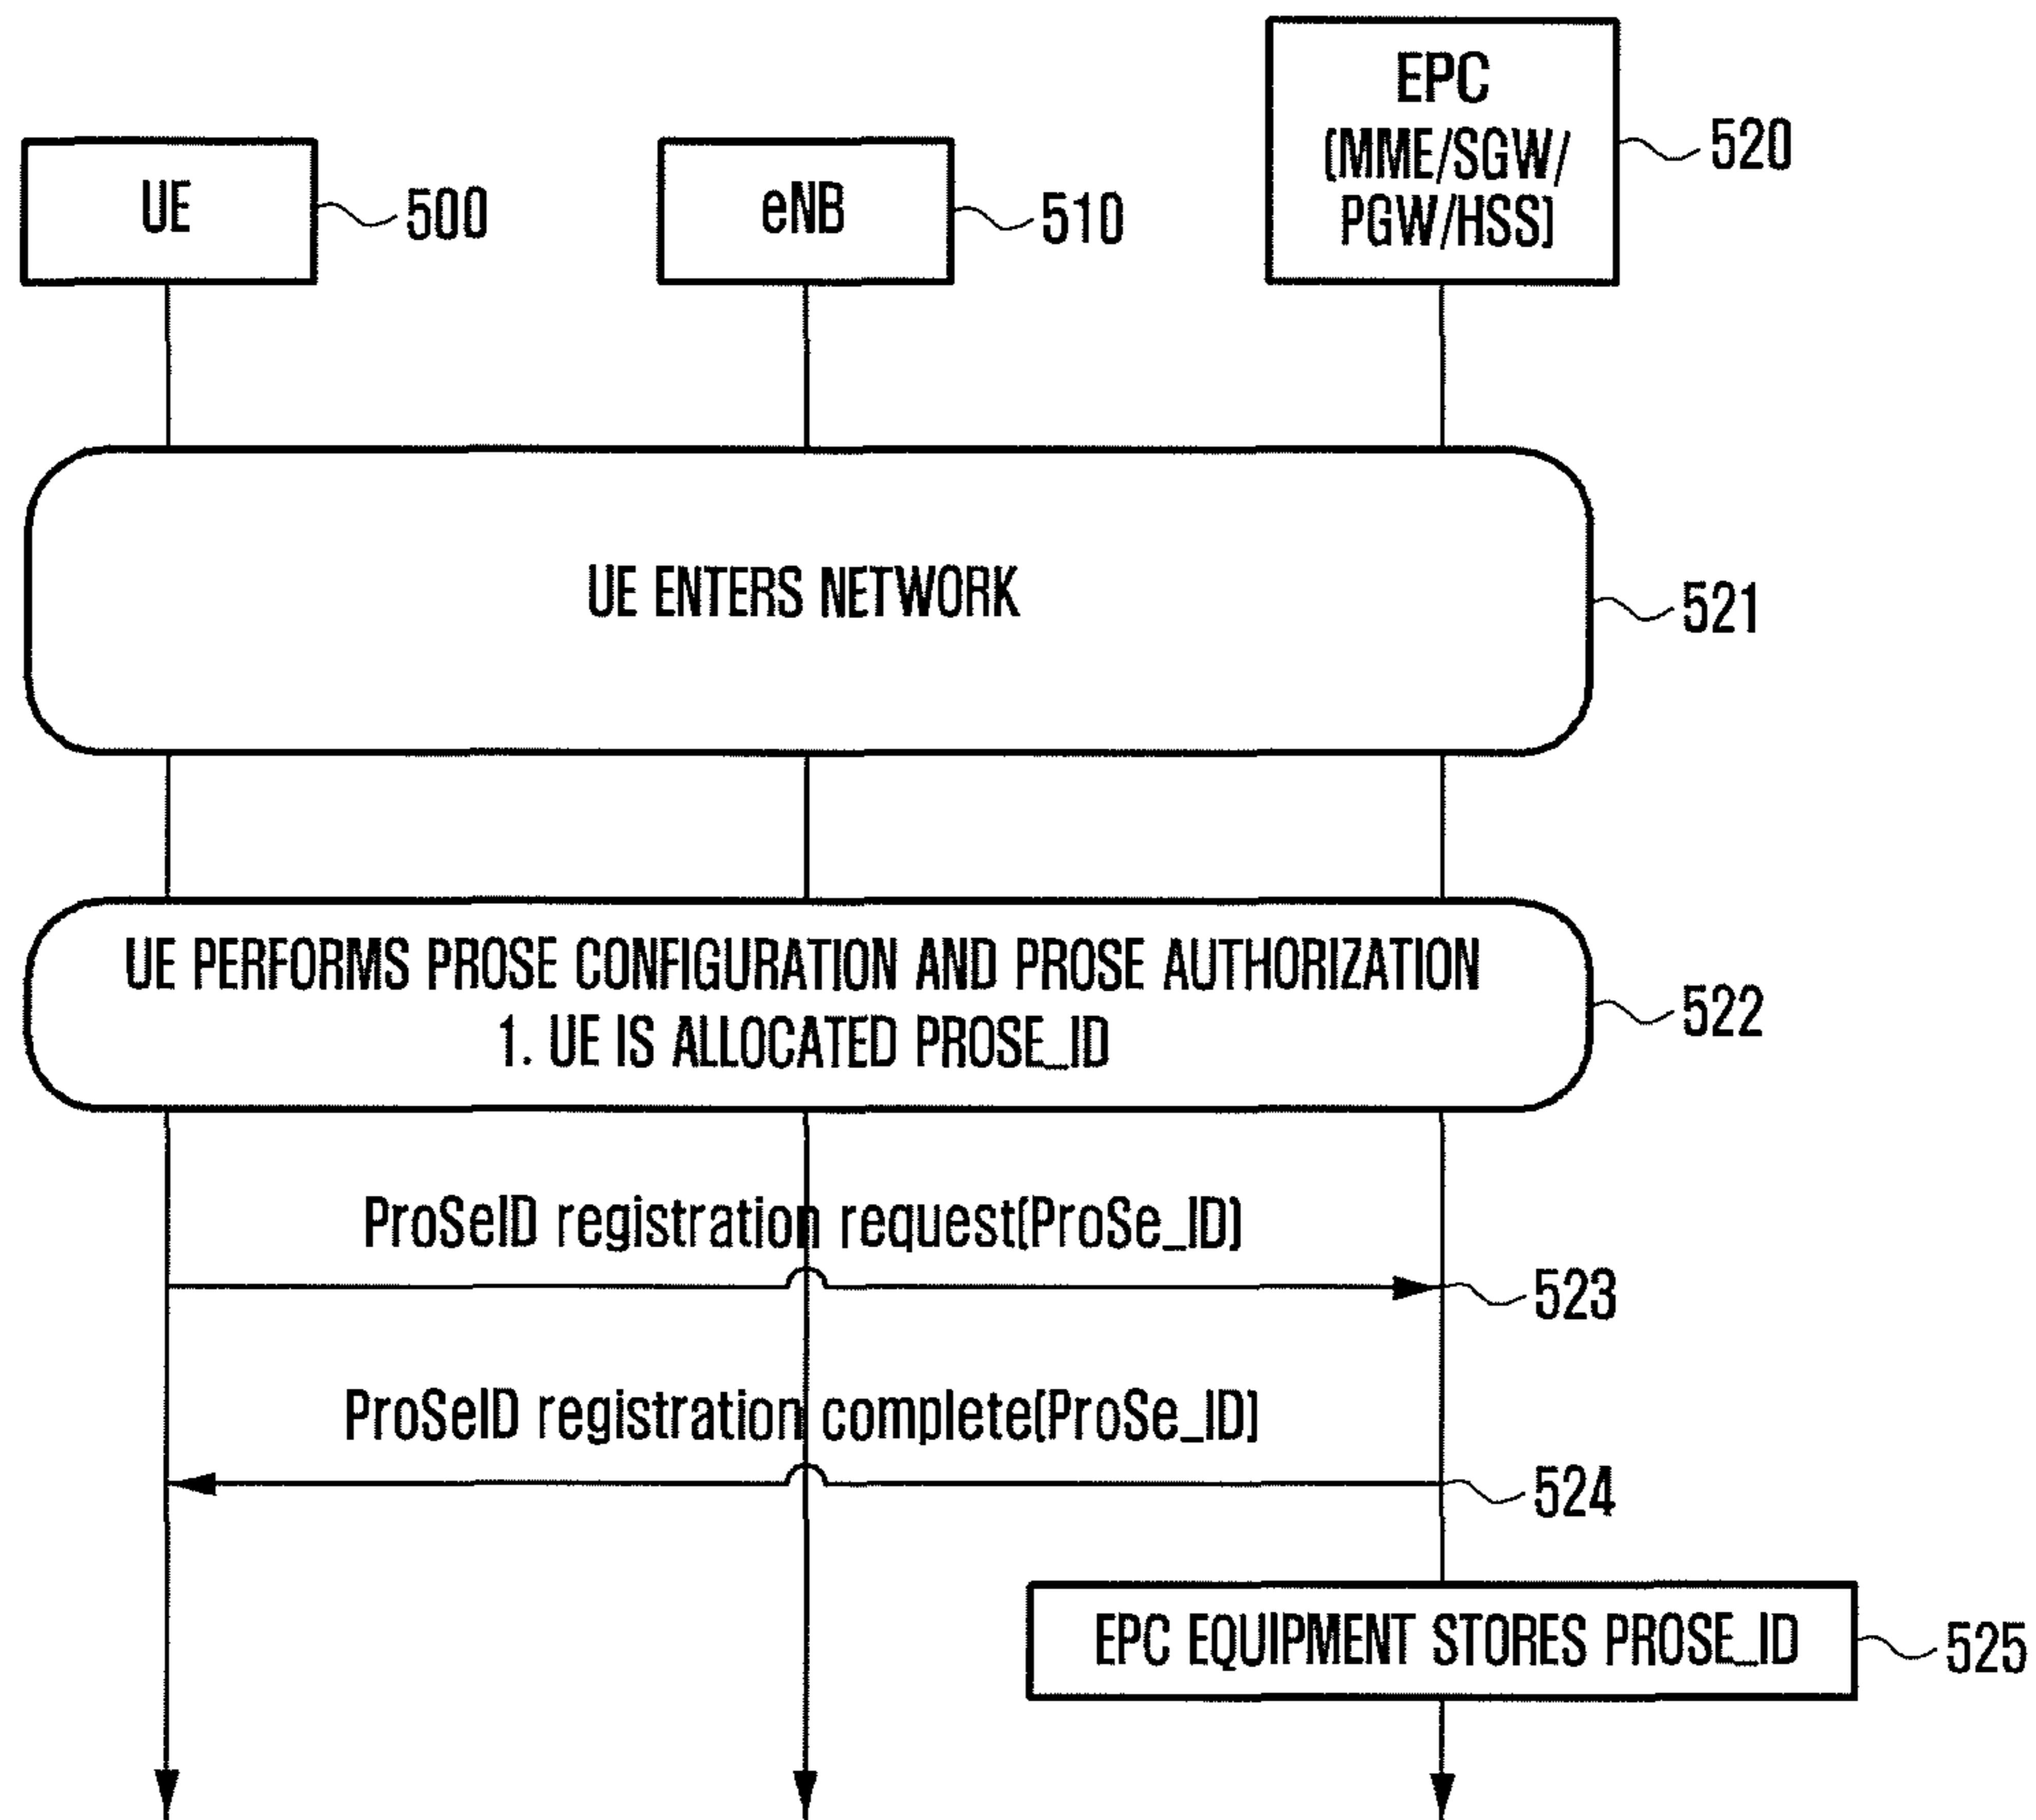 UE
500
eNB
510
EPC
(MME/SGW/
PGW/HSS)
520
UE ENTERS NETWORK
521
UE PERFORMS PROSE CONFIGURATION AND PROSE AUTHORIZATION
1. UE IS ALLOCATED PROSE_ID
522
ProSeID registration request(ProSe_ID)
523
ProSeID registration complete(ProSe_ID)
524
EPC EQUIPMENT STORES PROSE_ID
525